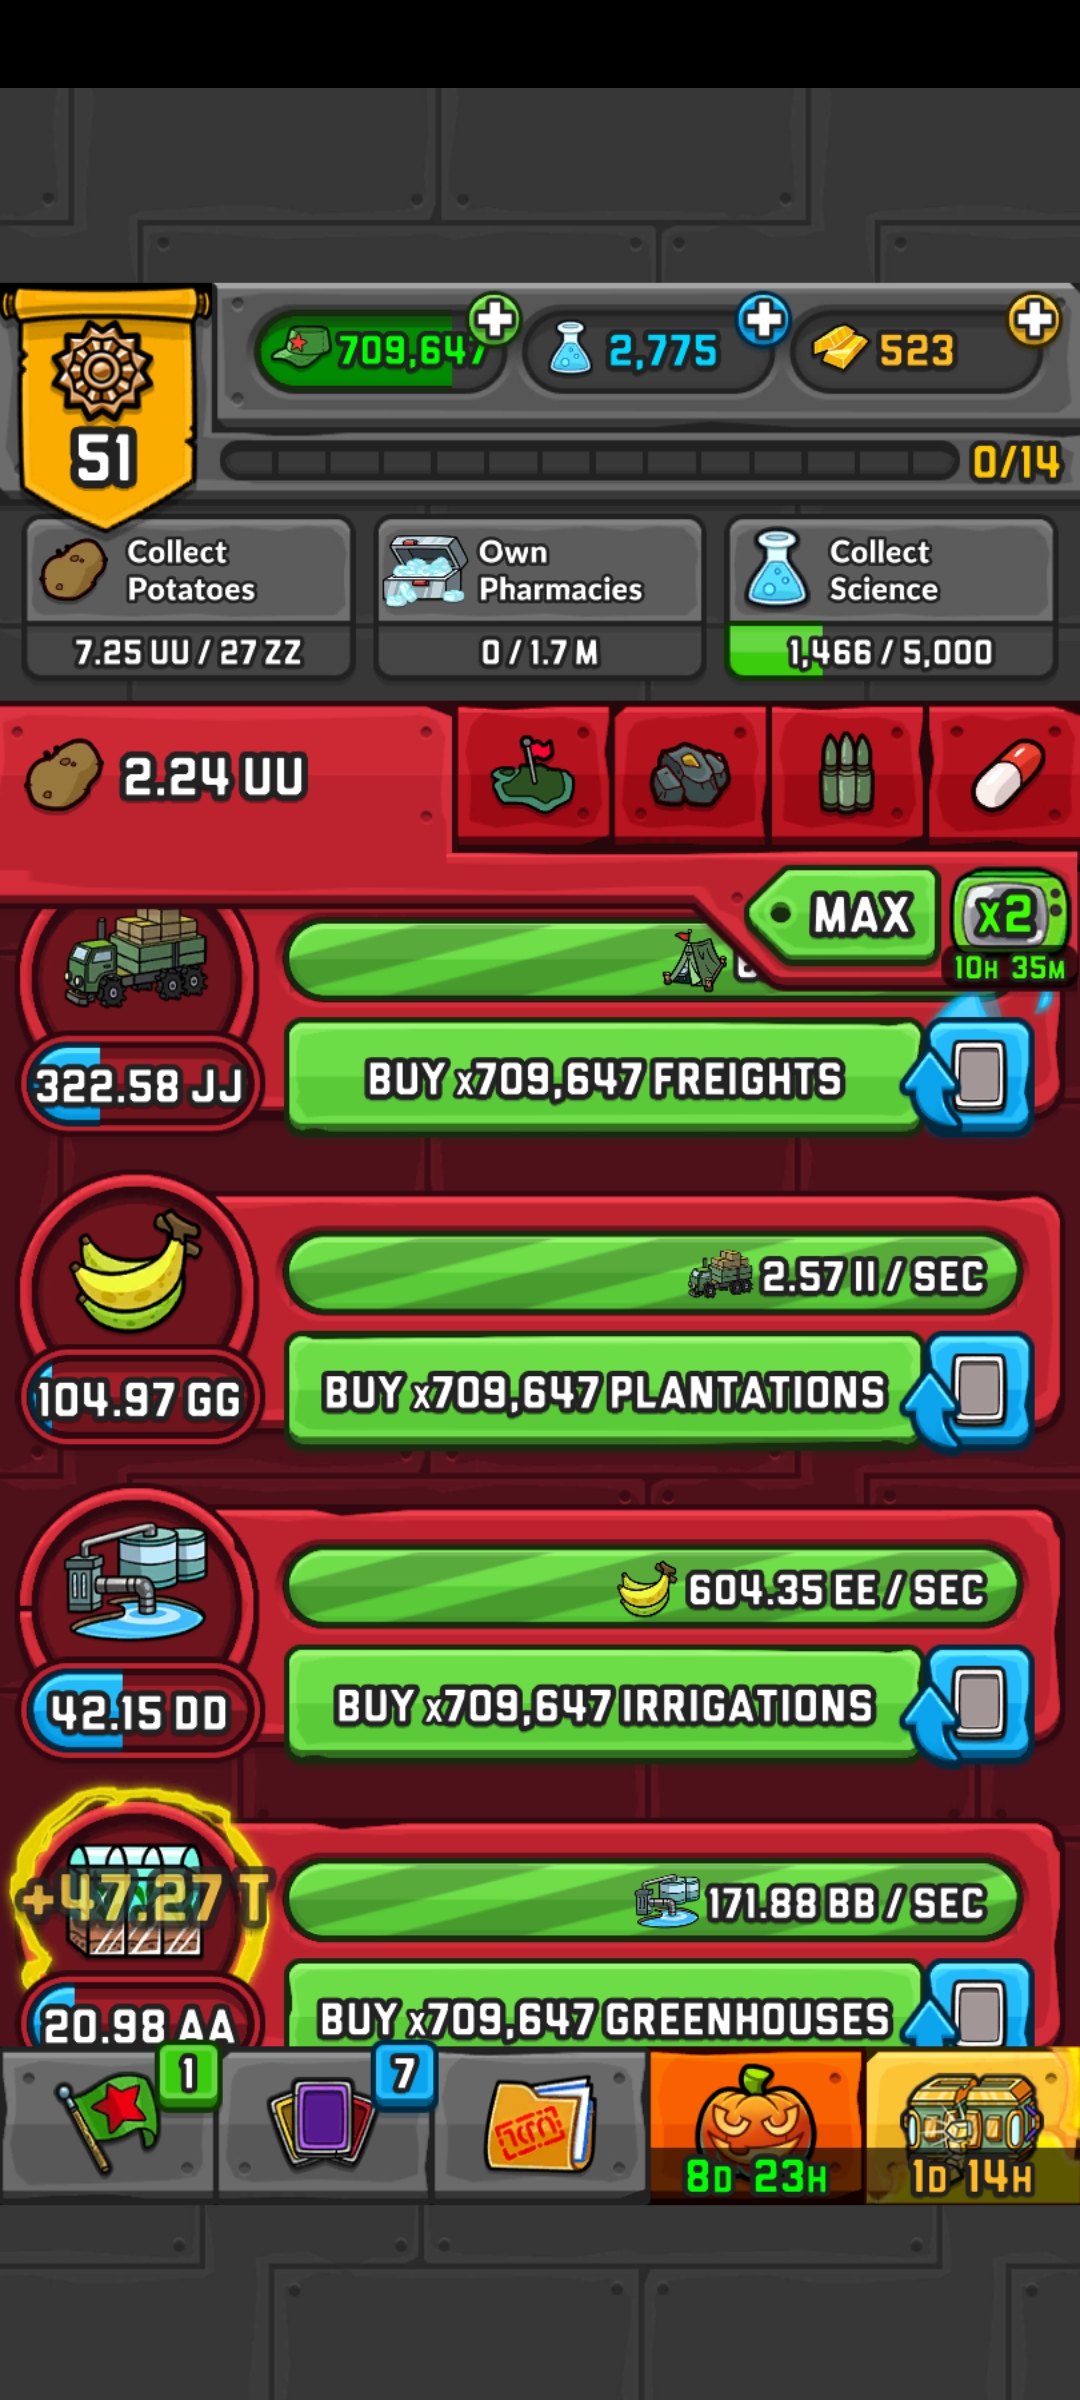 709,647
2,775
523
51
0/14
Collect
Potatoes
Own
Pharmacies
Collect
Science
7.25 UU / 27 ZZ
0 / 1.7 M
1,466 / 5,000
2.24 UU
MAX
x2
10H 35M
322.58 JJ
BUY x709,647 FREIGHTS
2.57 II / SEC
104.97 GG
BUY x709,647 PLANTATIONS
604.35 EE / SEC
42.15 DD
BUY x709,647 IRRIGATIONS
+47.27 T
171.88 BB / SEC
20.98 AA
BUY x709,647 GREENHOUSES
1
7
8D 23H
1D 14H